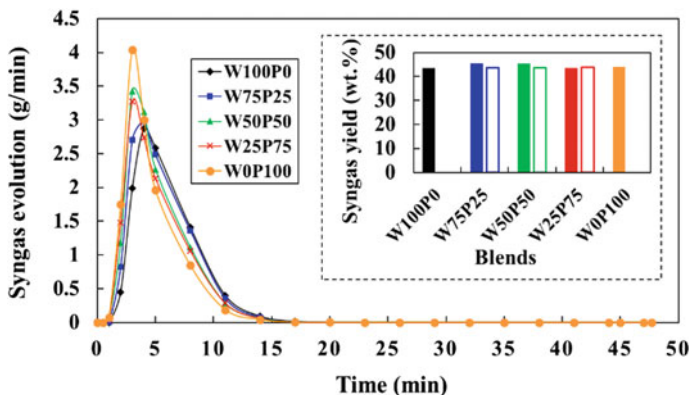 Syngas evolution (g/min)
4.5
4
3.5
3
2.5
2
1.5
1
0.5
0
0 5 10 15 20 25 30 35 40 45 50
Time (min)
W100P0
W75P25
W50P50
W25P75
W0P100
Syngas yield (wt.%)
50
40
30
20
10
0
W100P0
W75P25
W50P50
W25P75
W0P100
Blends